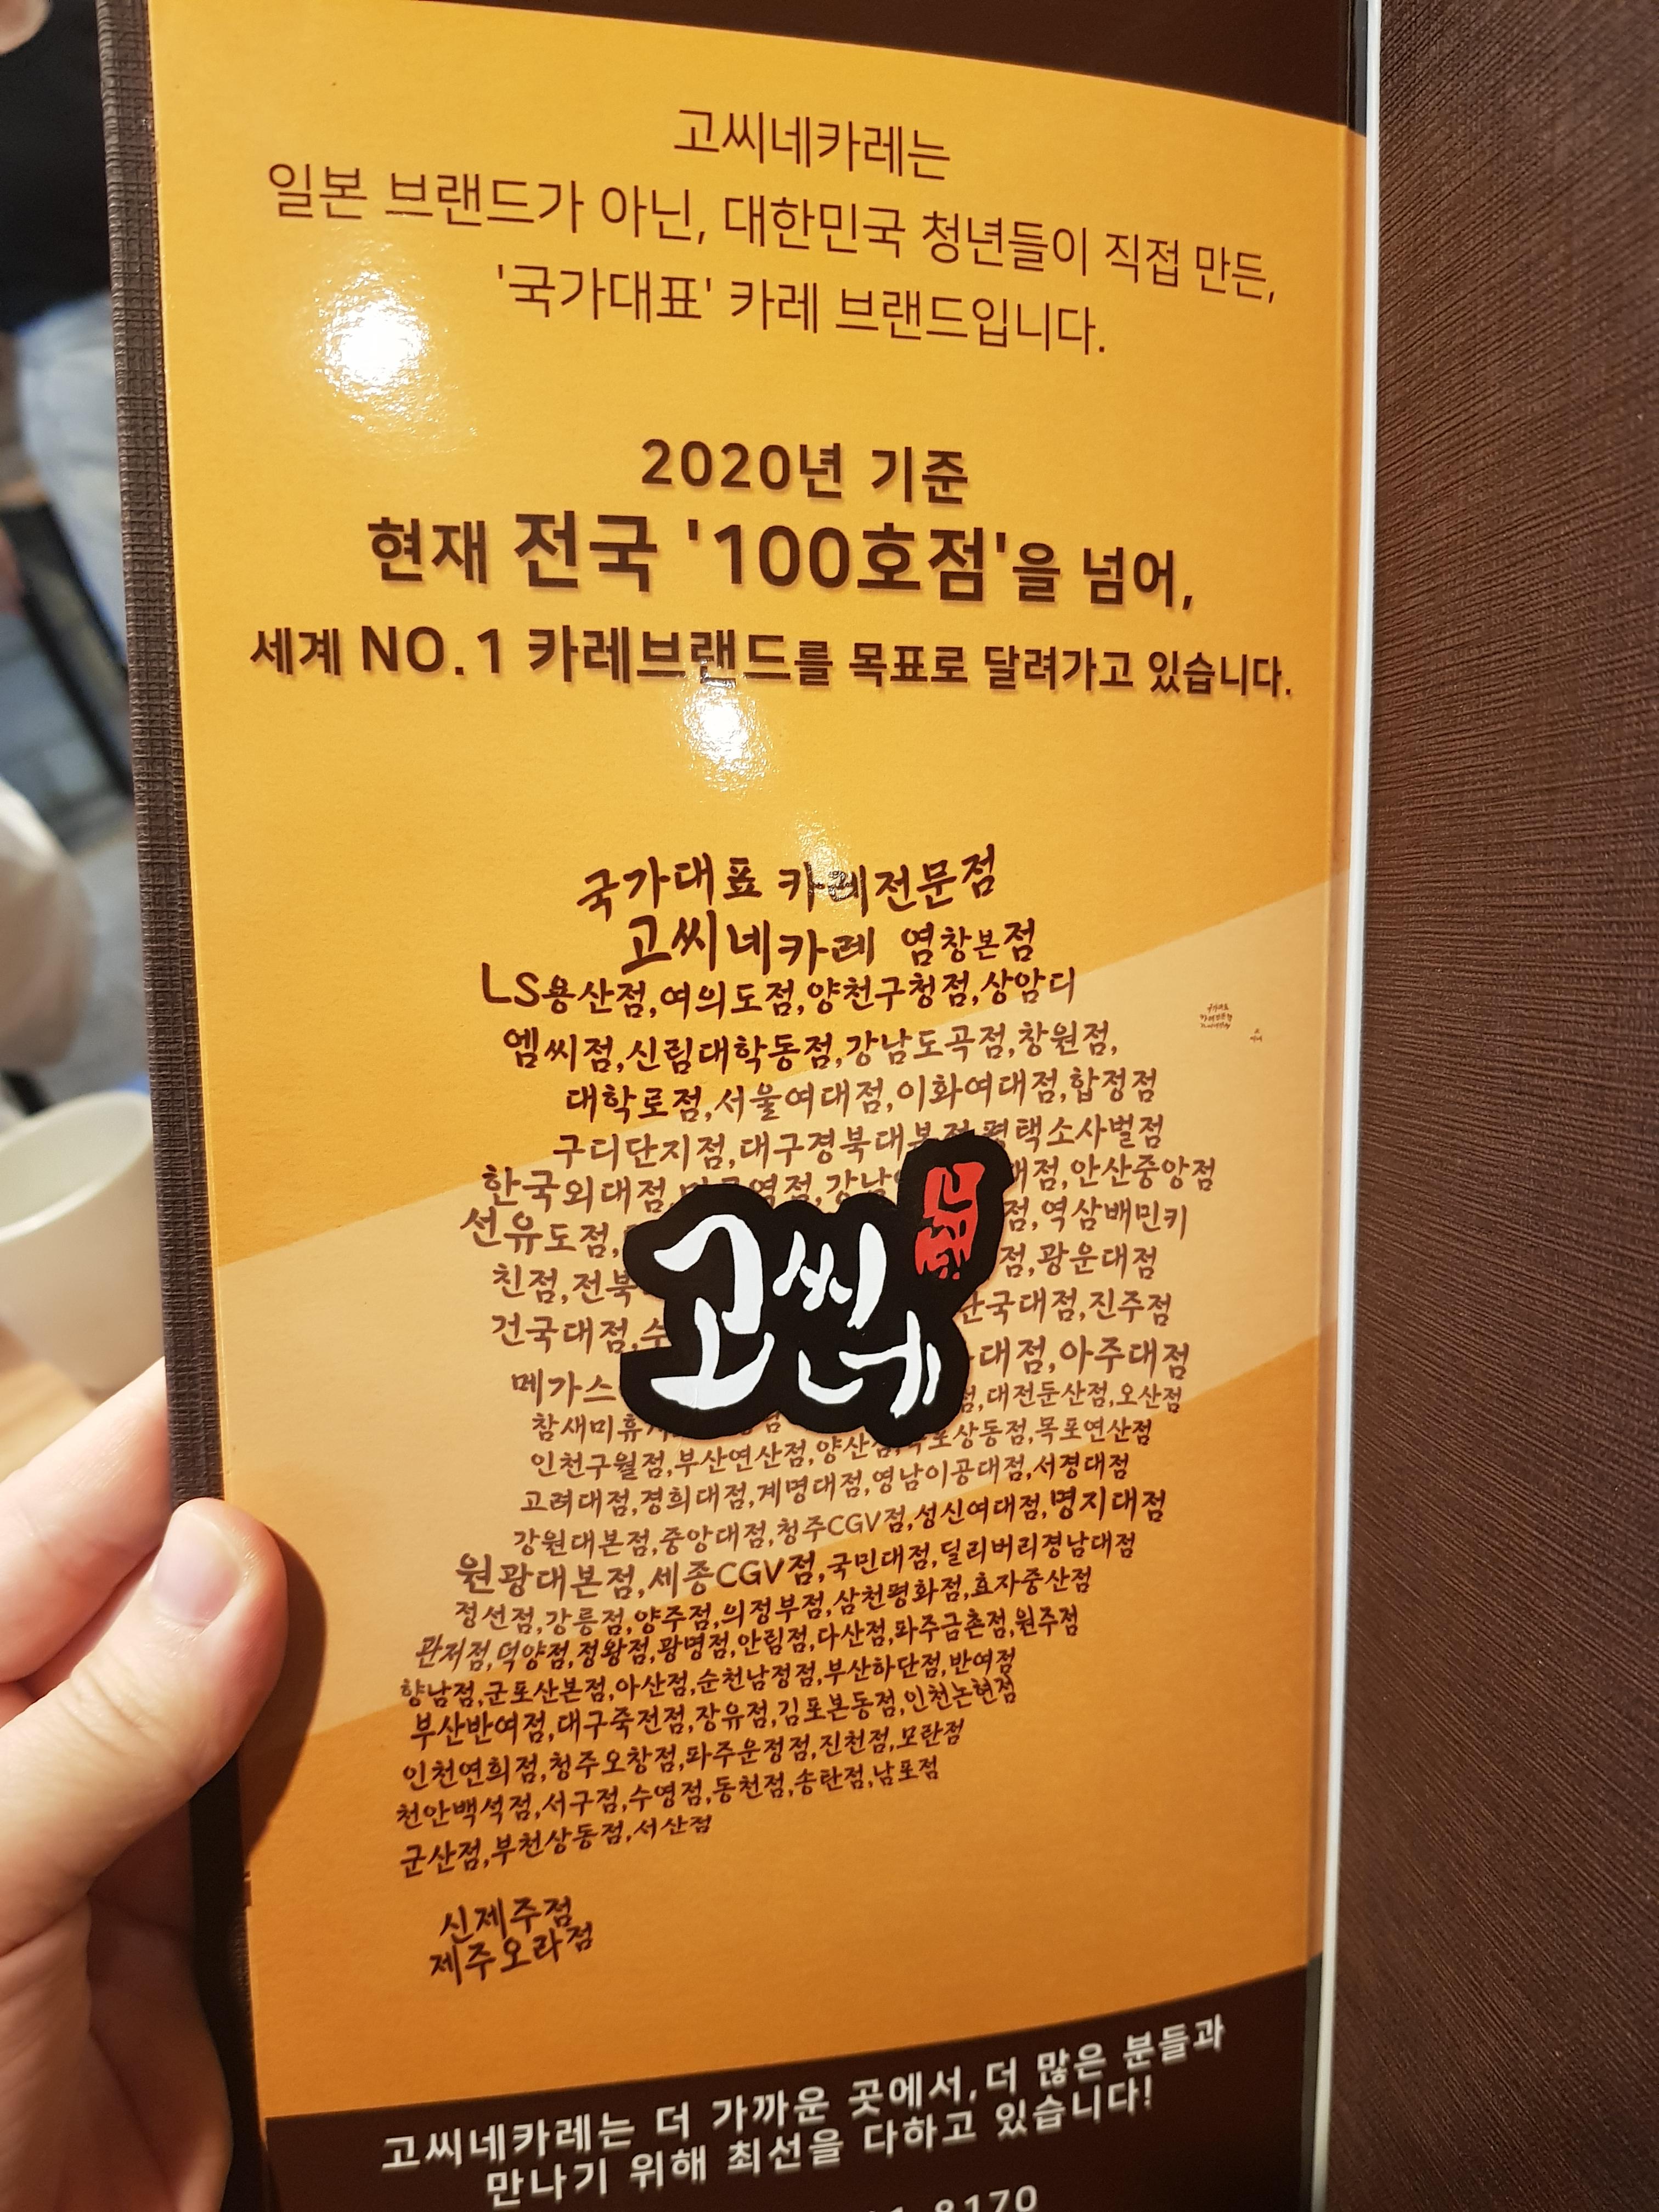 고씨네카레는
일본 브랜드가 아닌, 대한민국 청년들이 직접 만든,
'국가대표' 카레 브랜드입니다.
2020년 기준
현재 전국 '100호점'을 넘어,
세계 NO.1 카레브랜드를 목표로 달려가고 있습니다.
국가대표 카레전문점
고씨네카레 염창본점
LS용산점,여의도점,양천구청점,상암디
엠씨점,신림대학동점,강남도곡점,창원점,
대학로점,서울여대점,이화여대점,합정점
구디단지점,대구경북대본점,평택소사벌점
한국외대점, 안산중앙점
선유도점, 점,역삼배민키
친점,전북 점,광운대점
건국대점, 단국대점,진주점
메가스 대점,아주대점
고씨네
점,대전둔산점,오산점
참새미휴
인천구월점,부산연산점,양산점,목포상동점,목포연산점
고려대점,경희대점,계명대점,영남이공대점,서경대점
강원대본점,중앙대점,청주CGV점,성신여대점,명지대점
원광대본점,세종CGV점,국민대점,딜리버리경남대점
정선점,강릉점,양주점,의정부점,삼천평화점,효자중산점
관저점,덕양점,정왕점,광명점,안림점,다산점,파주금촌점,원주점
향남점,군포산본점,아산점,순천남정점,부산하단점,반여점
부산반여점,대구죽전점,장유점,김포본동점,인천논현점
인천연희점,청주오창점,파주운정점,진천점,모란점
천안백석점,서구점,수영점,동천점,송탄점,남포점
군산점,부천상동점,서산점
신제주점
제주오라점
고씨네카레는 더 가까운 곳에서,더 많은 분들과
만나기 위해 최선을 다하고 있습니다!
8170